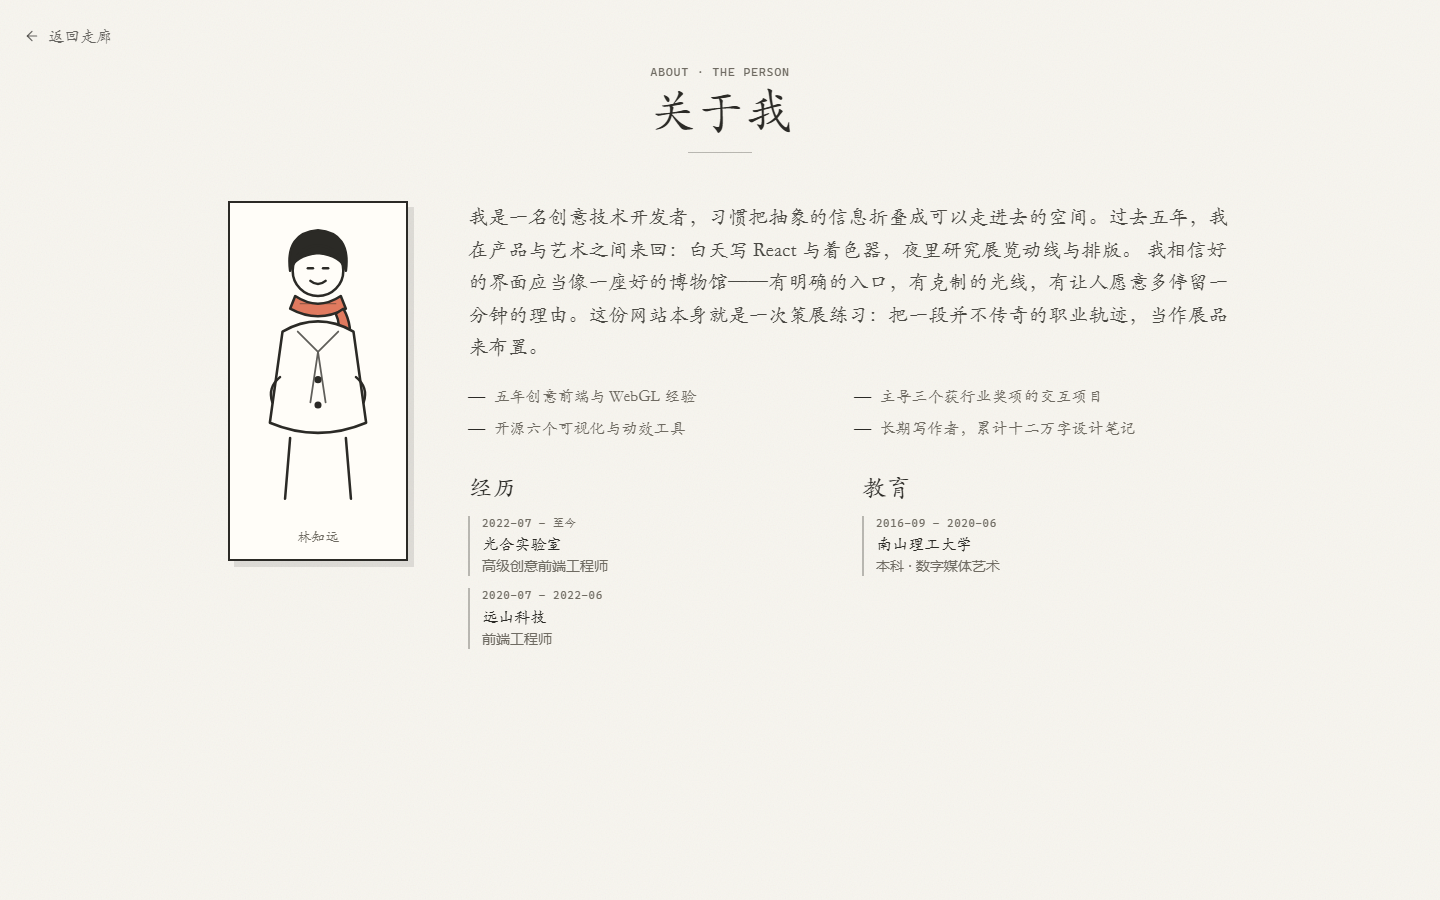 ← 返回走廊
ABOUT · THE PERSON
关于我
我是一名创意技术开发者，习惯把抽象的信息折叠成可以走进去的空间。过去五年，我
在产品与艺术之间来回：白天写 React 与着色器，夜里研究展览动线与排版。 我相信好
的界面应当像一座好的博物馆——有明确的入口，有克制的光线，有让人愿意多停留一
分钟的理由。这份网站本身就是一次策展练习：把一段并不传奇的职业轨迹，当作展品
来布置。
— 五年创意前端与 WebGL 经验
— 主导三个获行业奖项的交互项目
— 开源六个可视化与动效工具
— 长期写作者，累计十二万字设计笔记
经历
2022-07 — 至今
光合实验室
高级创意前端工程师
2020-07 — 2022-06
远山科技
前端工程师
教育
2016-09 — 2020-06
南山理工大学
本科 · 数字媒体艺术
林知远